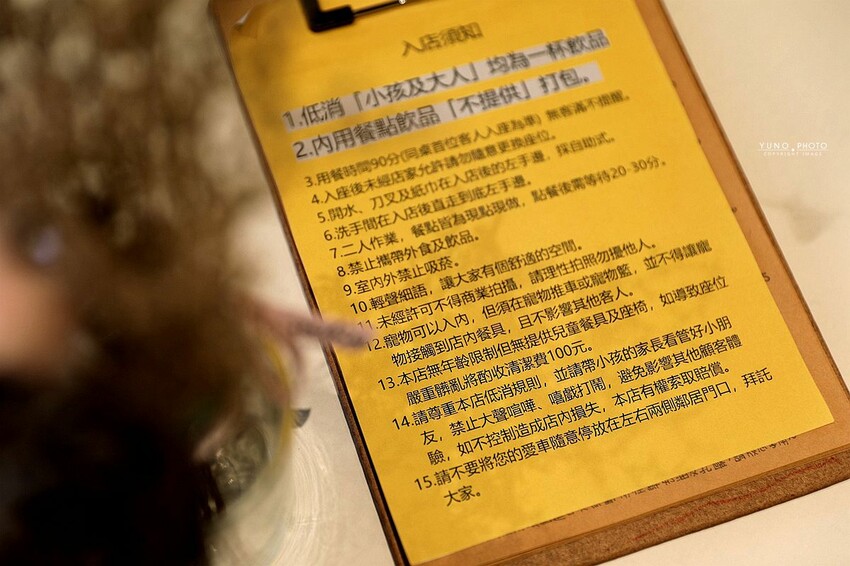 入店須知
1.低消「小孩及大人」均為一杯飲品
2.內用餐點飲品「不提供」打包。
3.用餐時間90分(同桌首位客人入座為準) 無客滿不提醒。
4.入座後未經店家允許請勿隨意更換座位。
5.開水、刀叉及紙巾在入店後的左手邊，採自助式。
6.洗手間在入店後直走到底左手邊。
7.二人作業，餐點皆為現點現做，點餐後需等待20-30分。
8.禁止攜帶外食及飲品。
9.室內外禁止吸菸。
10.輕聲細語，讓大家有個舒適的空間。
11.未經許可不得商業拍攝，請理性拍照勿擾他人。
12.寵物可以入內，但須在寵物推車或寵物籃，並不得讓寵
物接觸到店內餐具，且不影響其他客人。
13.本店無年齡限制但無提供兒童餐具及座椅，如導致座位
嚴重髒亂將酌收清潔費100元。
14.請尊重本店低消規則，並請帶小孩的家長看管好小朋
友，禁止大聲喧嘩、嘻戲打鬧，避免影響其他顧客體
驗，如不控制造成店內損失，本店有權索取賠償。
15.請不要將您的愛車隨意停放在左右兩側鄰居門口，拜託
大家。
YUNO PHOTO
COPYRIGHT IMAGE